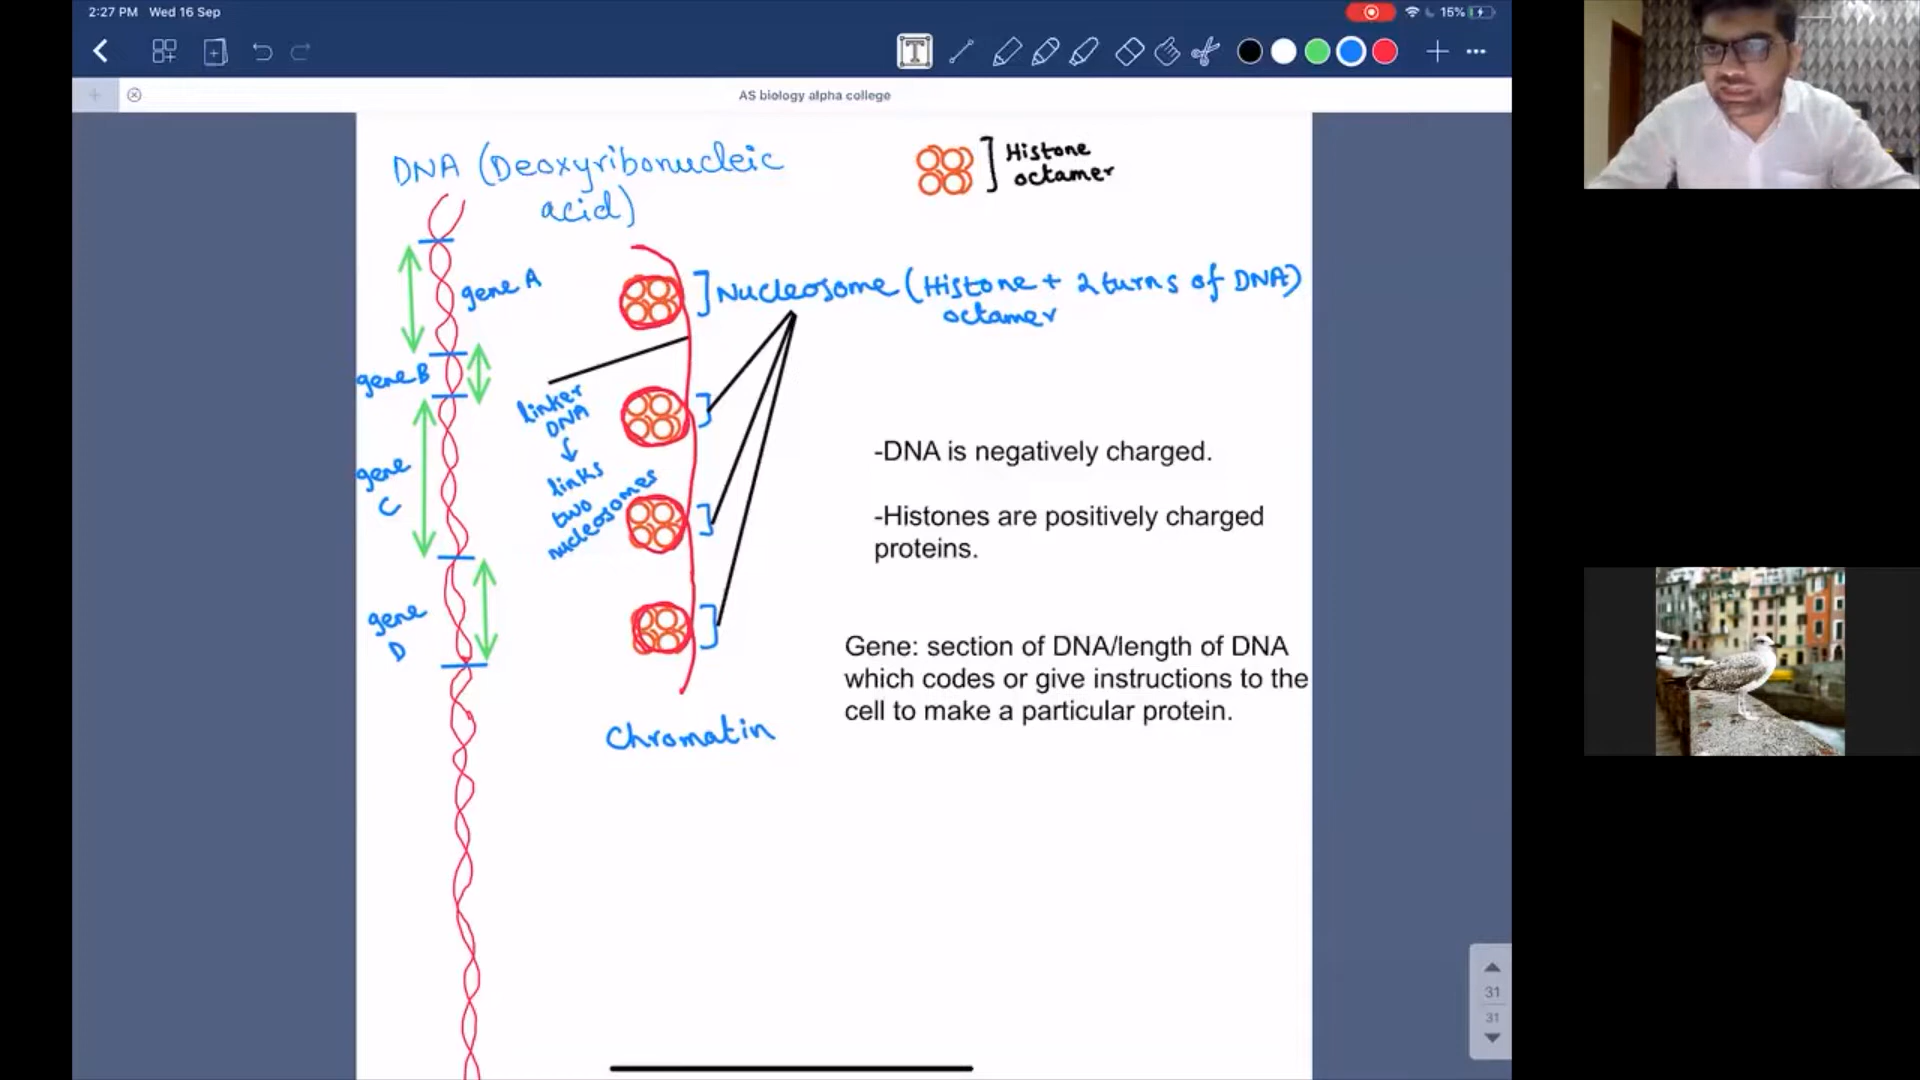 2:27 PM Wed 16 Sep
15%
T
AS biology alpha college
DNA (Deoxyribonucleic
acid)
Histone
octamer
gene A
Nucleosome (Histone + 2 turns of DNA)
octamer
gene B
linker
DNA
links
two
nucleosomes
gene
C
-DNA is negatively charged.
-Histones are positively charged
proteins.
gene
D
Gene: section of DNA/length of DNA
which codes or give instructions to the
cell to make a particular protein.
Chromatin
31
31